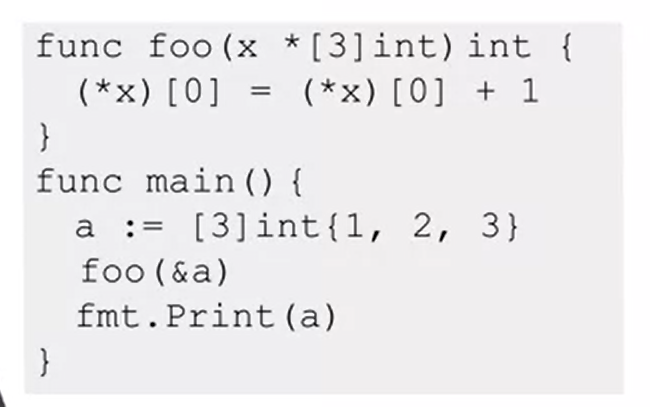 func foo(x *[3]int) int {
  (*x)[0] = (*x)[0] + 1
}
func main() {
  a := [3]int{1, 2, 3}
  foo(&a)
  fmt.Print(a)
}